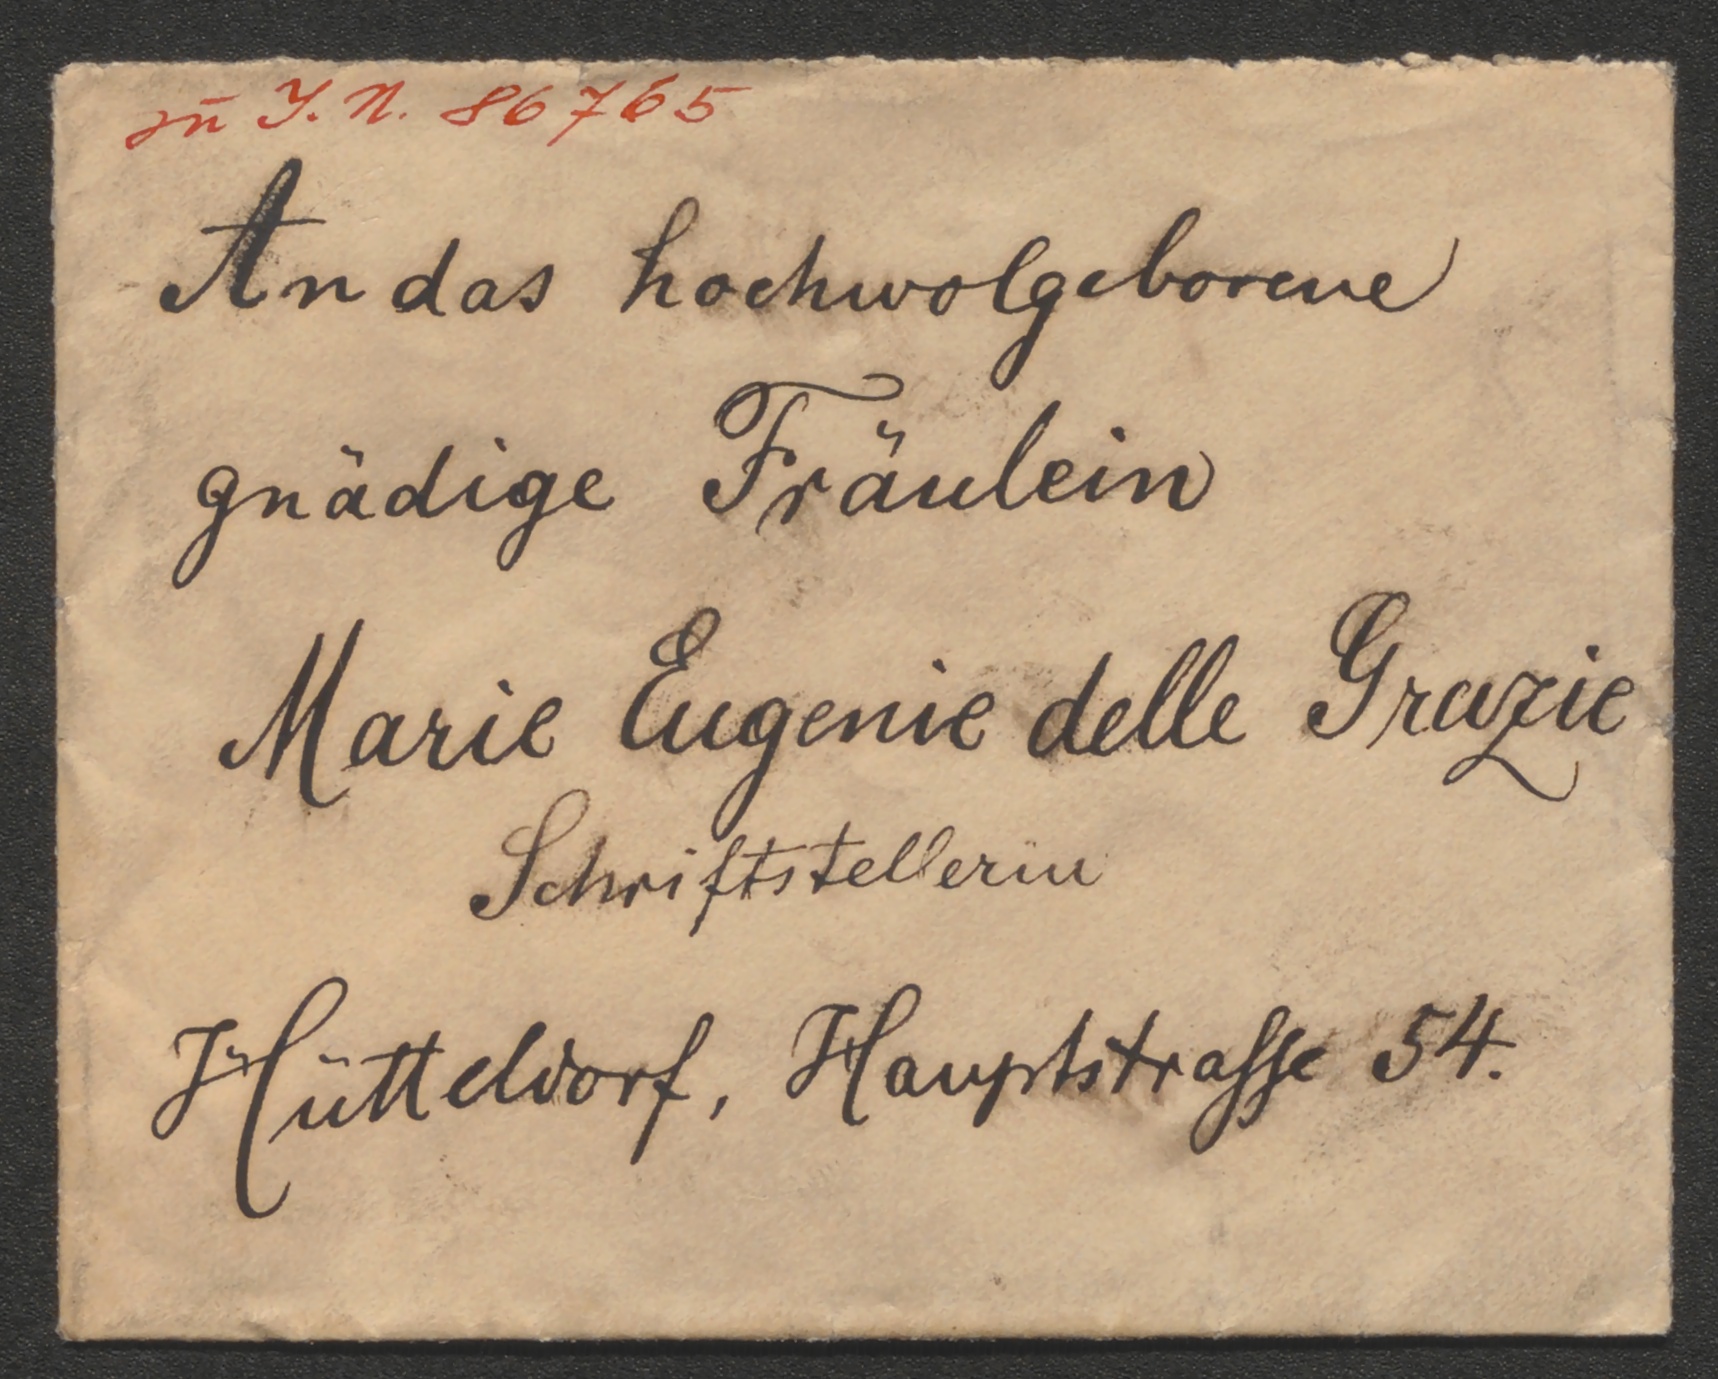 zu I.N. 86765
An das hochwolgeborene
gnädige Fräulein
Marie Eugenie delle Grazie
Schriftstellerin
Hütteldorf, Hauptstrasse 54.